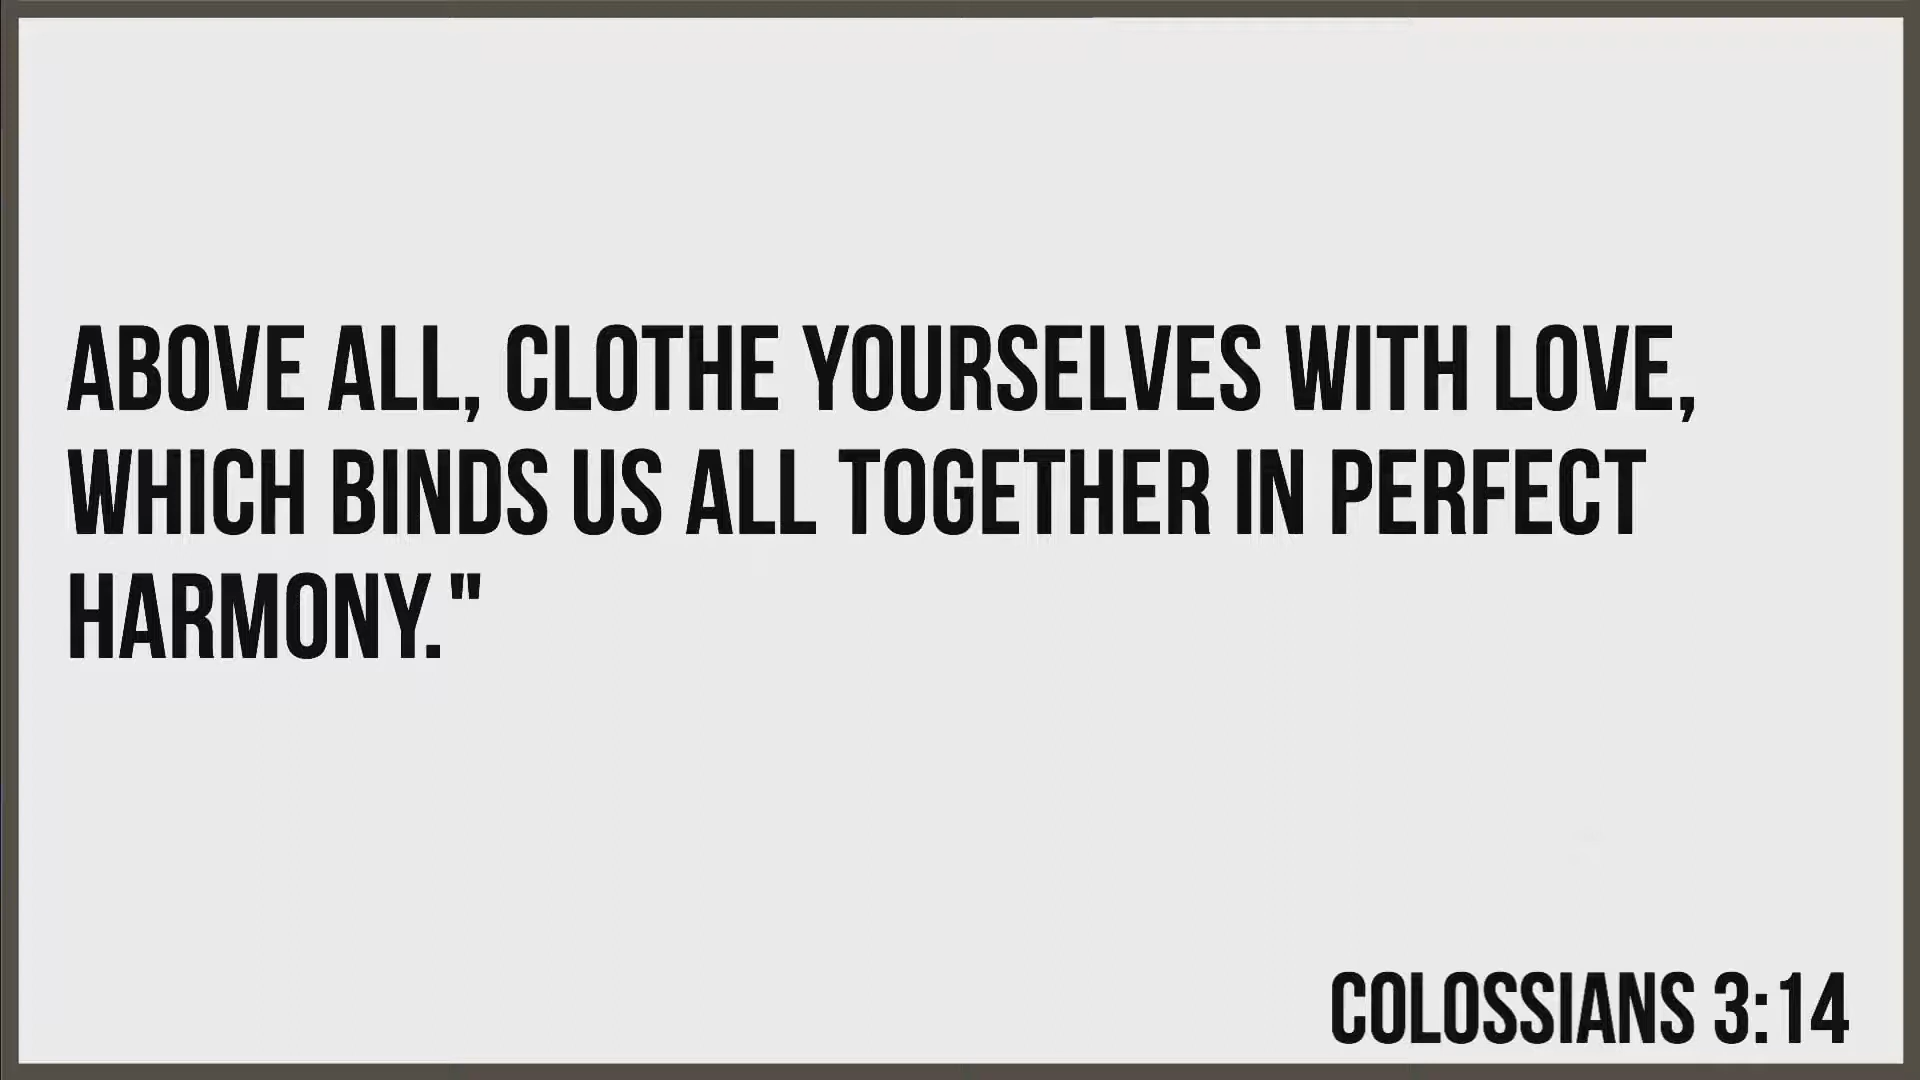 ABOVE ALL, CLOTHE YOURSELVES WITH LOVE,
WHICH BINDS US ALL TOGETHER IN PERFECT
HARMONY."
COLOSSIANS 3:14